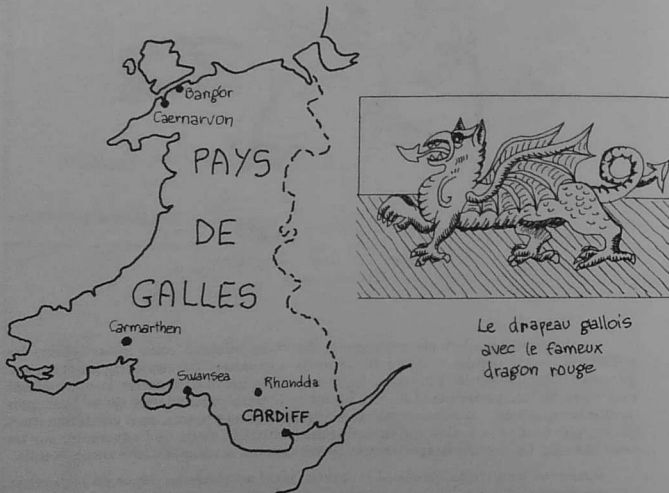 Bangor
Caernarvon
PAYS
DE
GALLES
Carmarthen
Swansea
Rhondda
CARDIFF
Le drapeau gallois
avec le fameux
dragon rouge